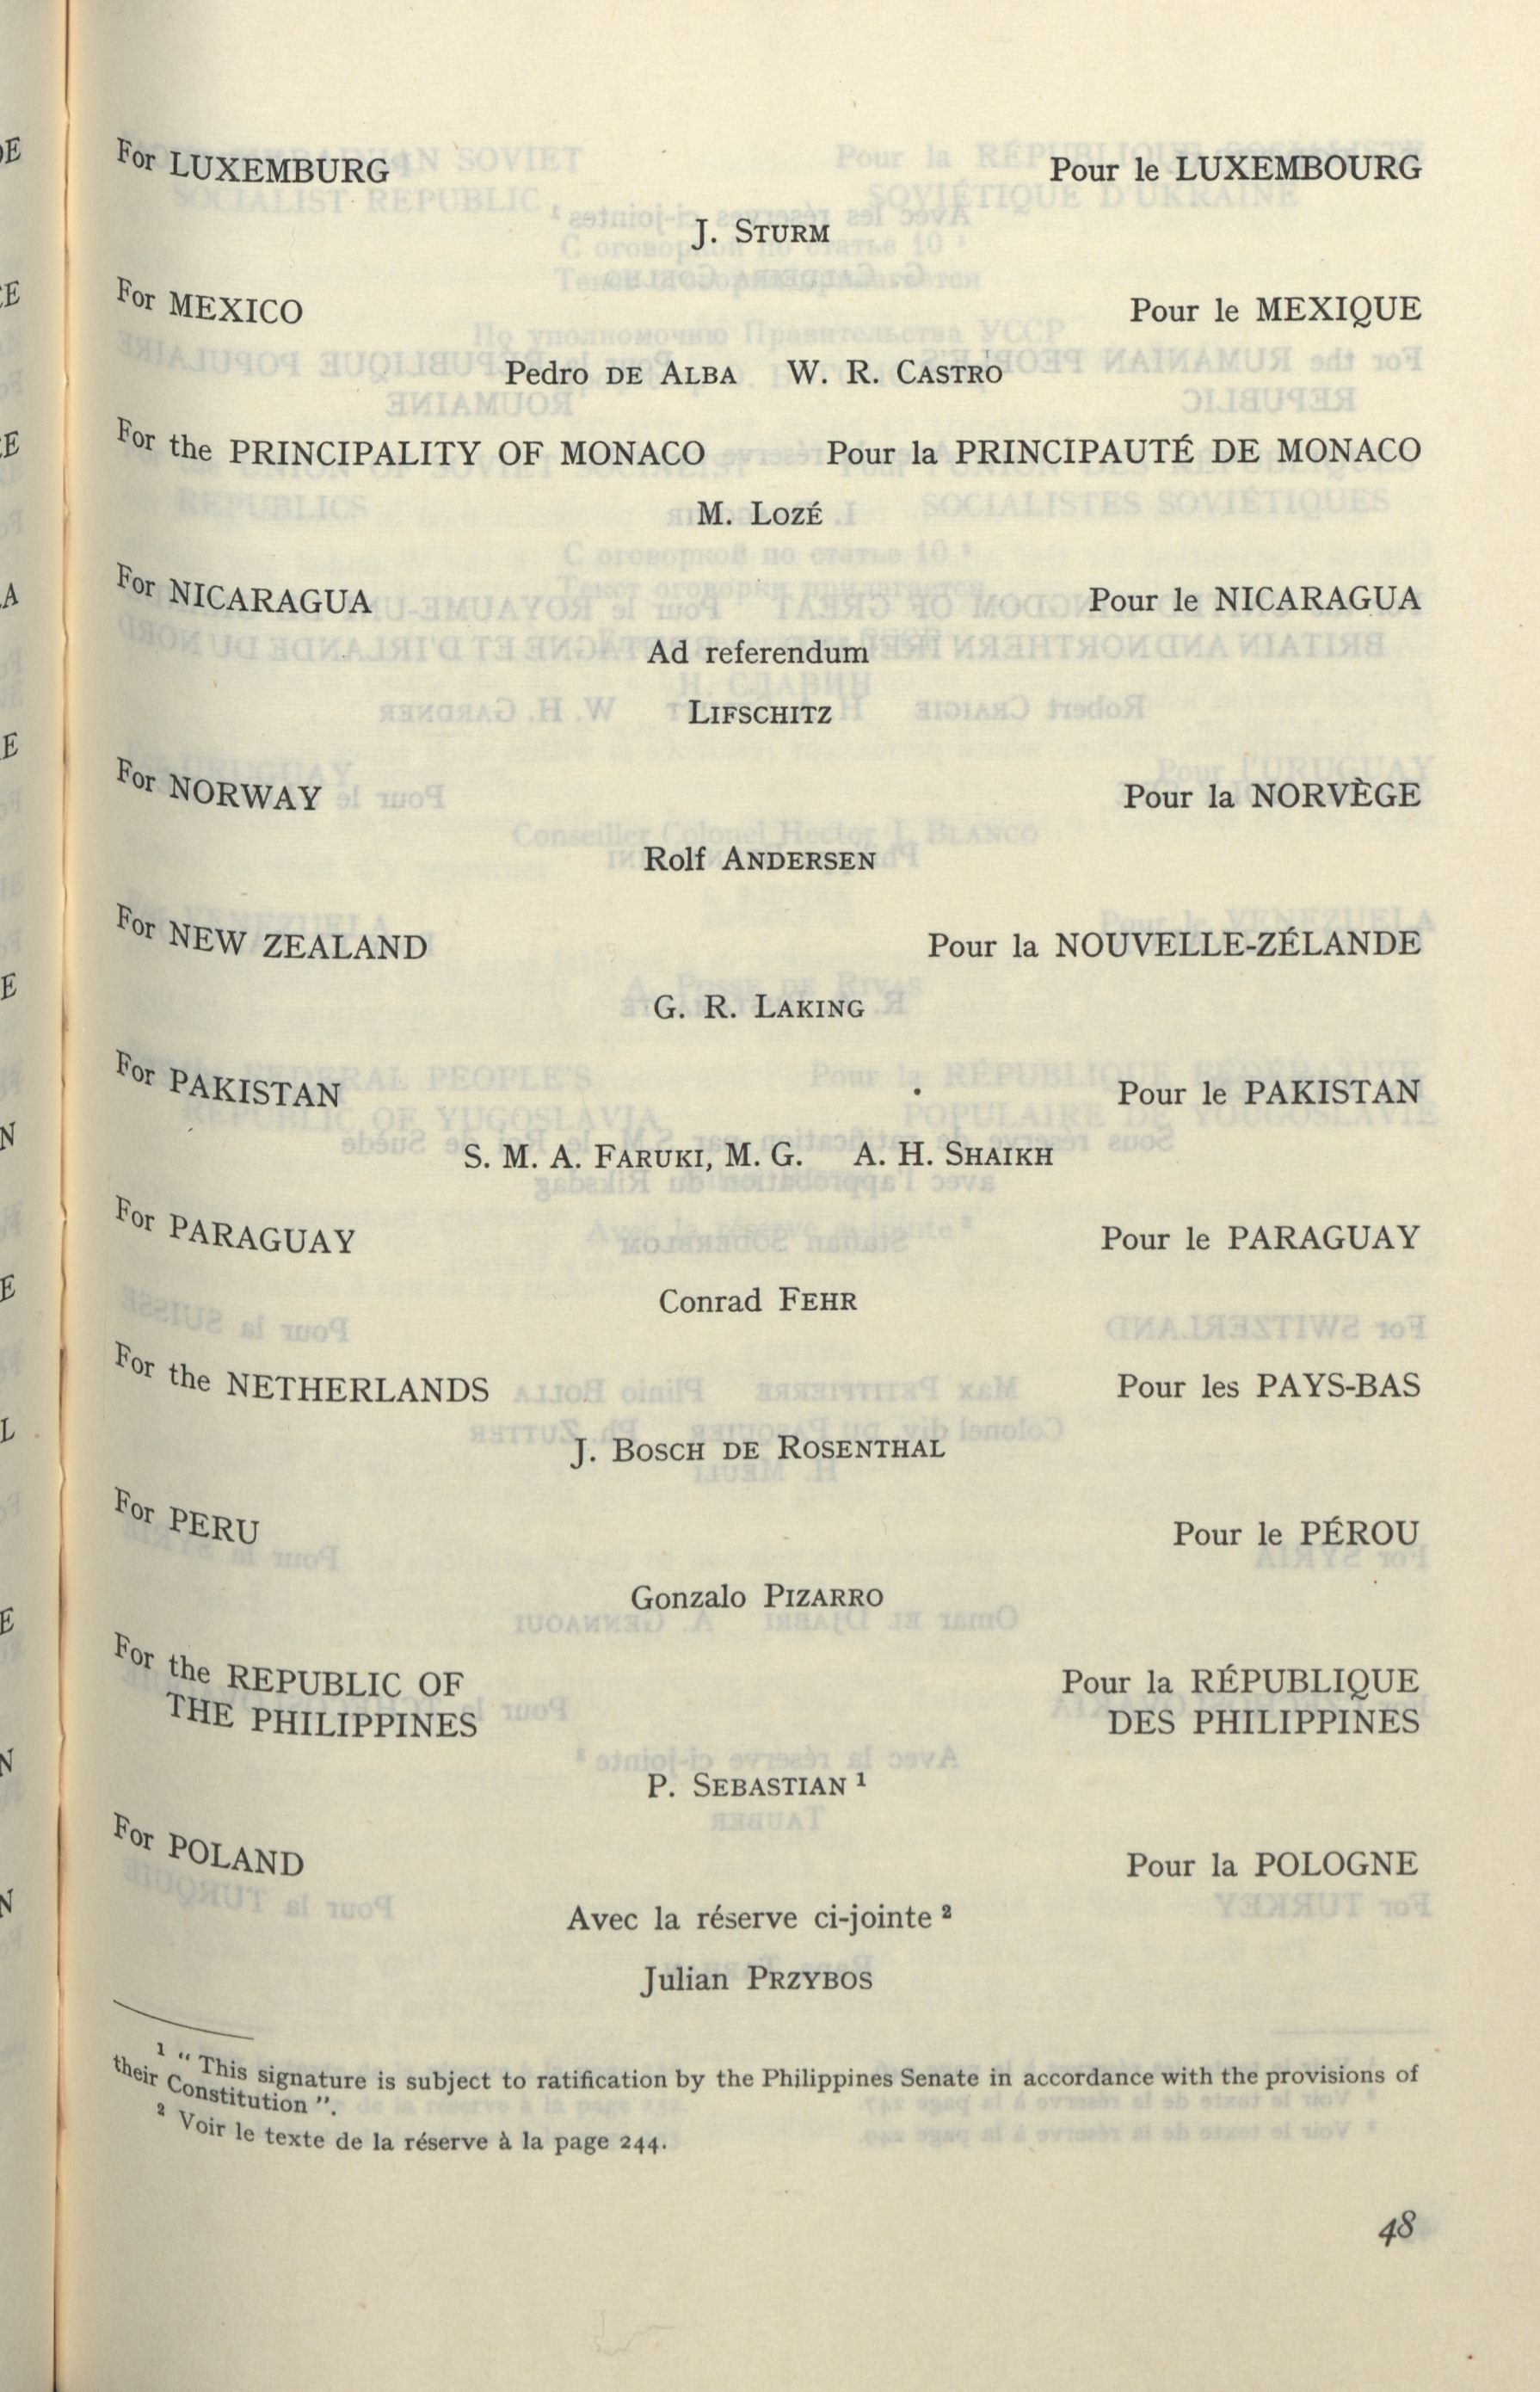 For LUXEMBURG Pour le LUXEMBOURG
J. STURM
For MEXICO Pour le MEXIQUE
Pedro DE ALBA W. R. CASTRO
For the PRINCIPALITY OF MONACO Pour la PRINCIPAUTÉ DE MONACO
M. LOZÉ
For NICARAGUA Pour le NICARAGUA
Ad referendum
LIFSCHITZ
For NORWAY Pour la NORVÈGE
Rolf ANDERSEN
For NEW ZEALAND Pour la NOUVELLE-ZÉLANDE
G. R. LAKING
For PAKISTAN Pour le PAKISTAN
S. M. A. FARUKI, M. G. A. H. SHAIKH
For PARAGUAY Pour le PARAGUAY
Conrad FEHR
For the NETHERLANDS Pour les PAYS-BAS
J. BOSCH DE ROSENTHAL
For PERU Pour le PÉROU
Gonzalo PIZARRO
For the REPUBLIC OF Pour la RÉPUBLIQUE
THE PHILIPPINES DES PHILIPPINES
P. SEBASTIAN ¹
For POLAND Pour la POLOGNE
Avec la réserve ci-jointe ²
Julian PRZYBOS
¹ “ This signature is subject to ratification by the Philippines Senate in accordance with the provisions of
their Constitution ”.
² Voir le texte de la réserve à la page 244.
48